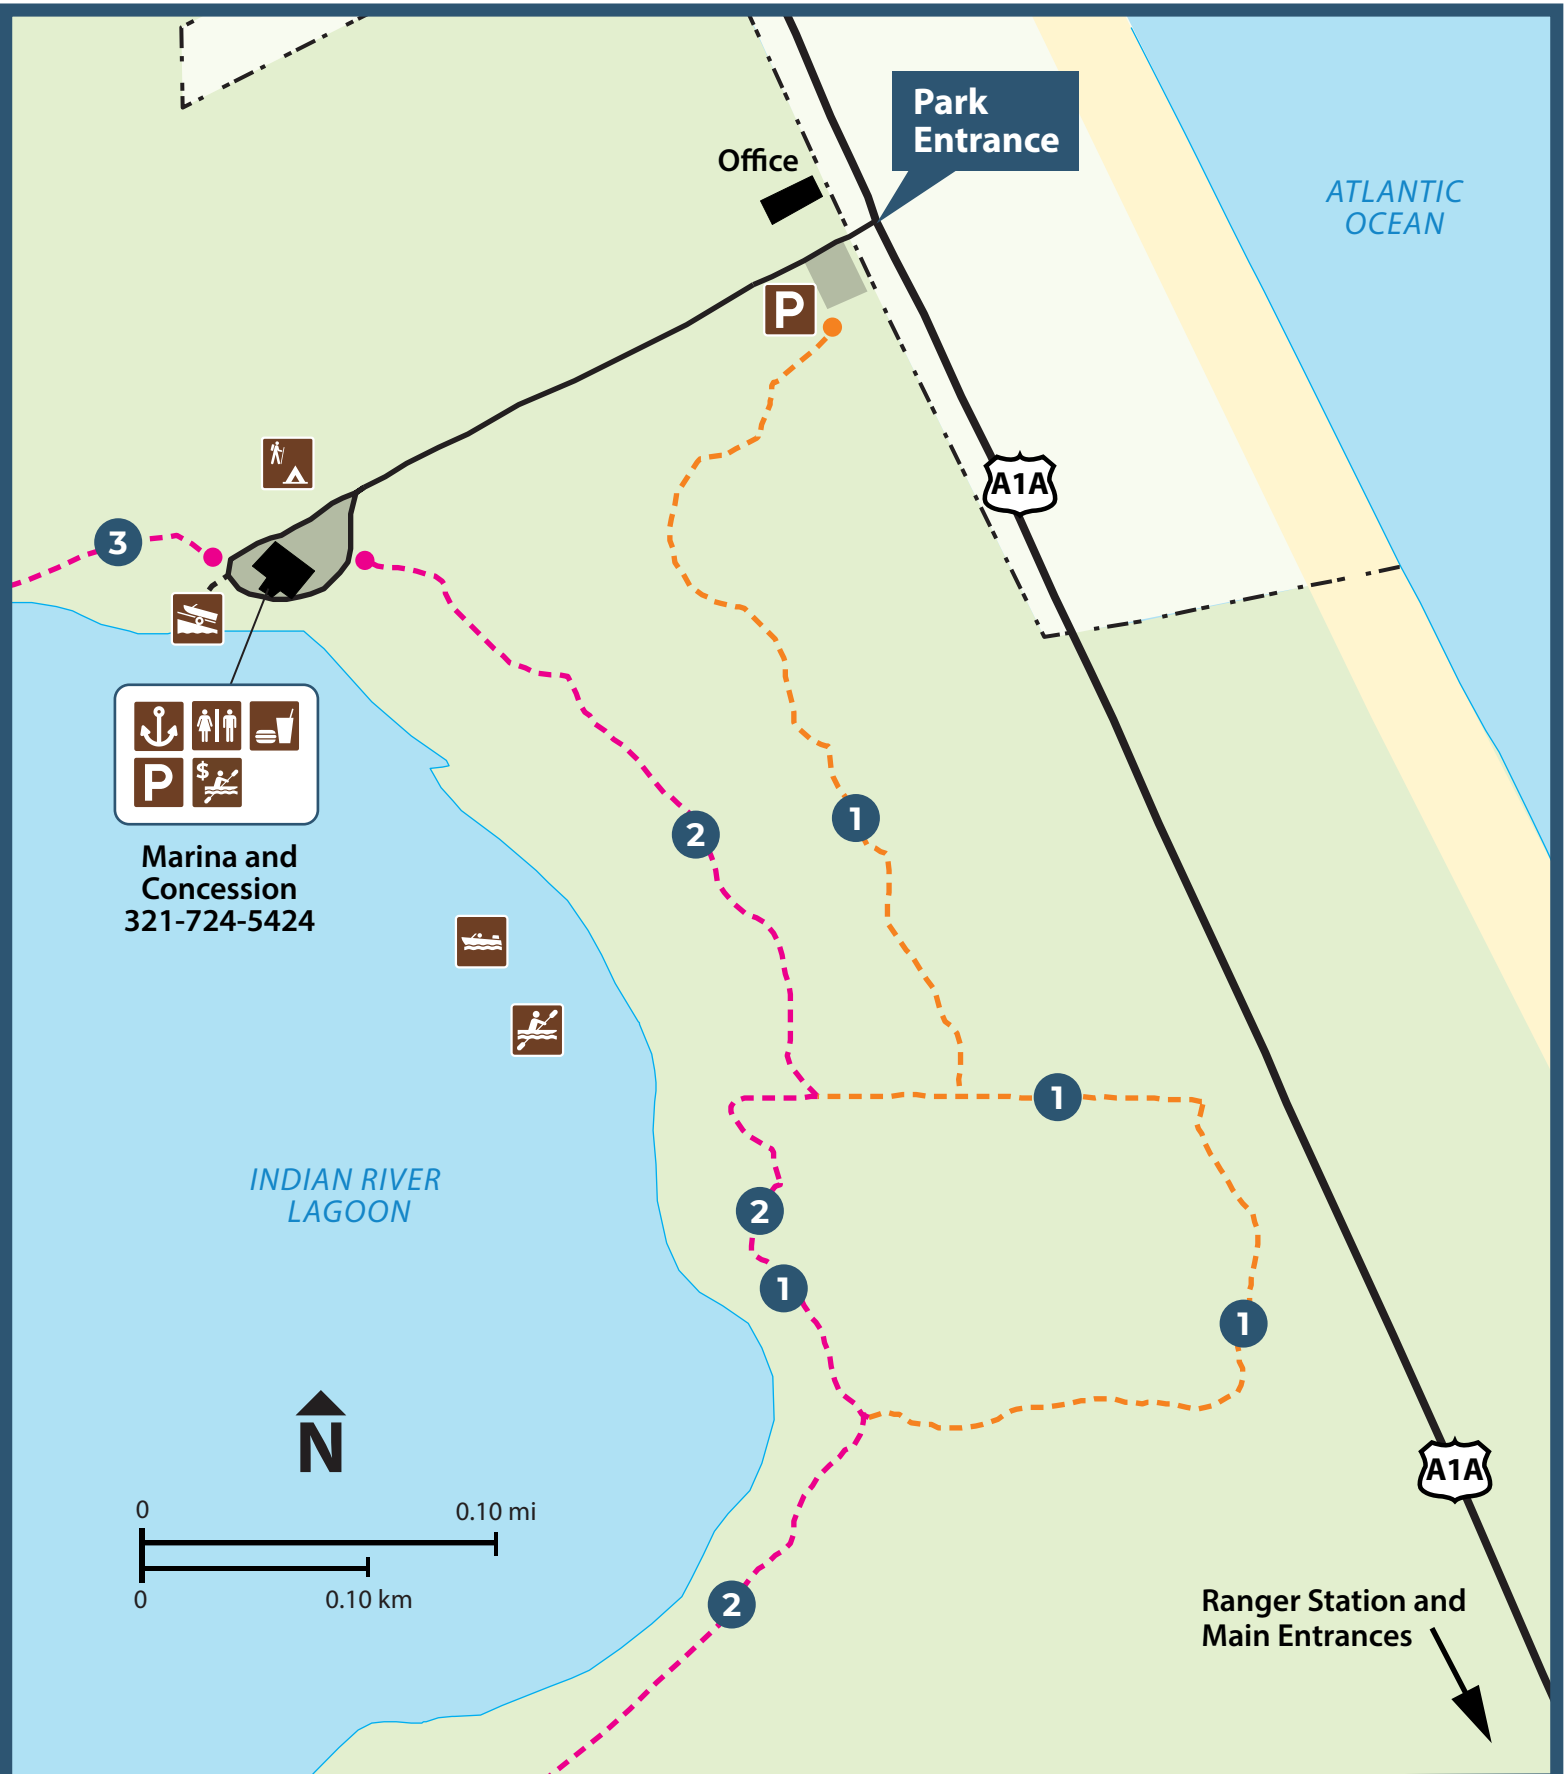 Park
Entrance
Office
ATLANTIC
OCEAN
P
A1A
3
$
P
Marina and
Concession
321-724-5424
2
1
1
INDIAN RIVER
LAGOON
2
1
1
N
A1A
0
0.10 mi
0
0.10 km
2
Ranger Station and
Main Entrances